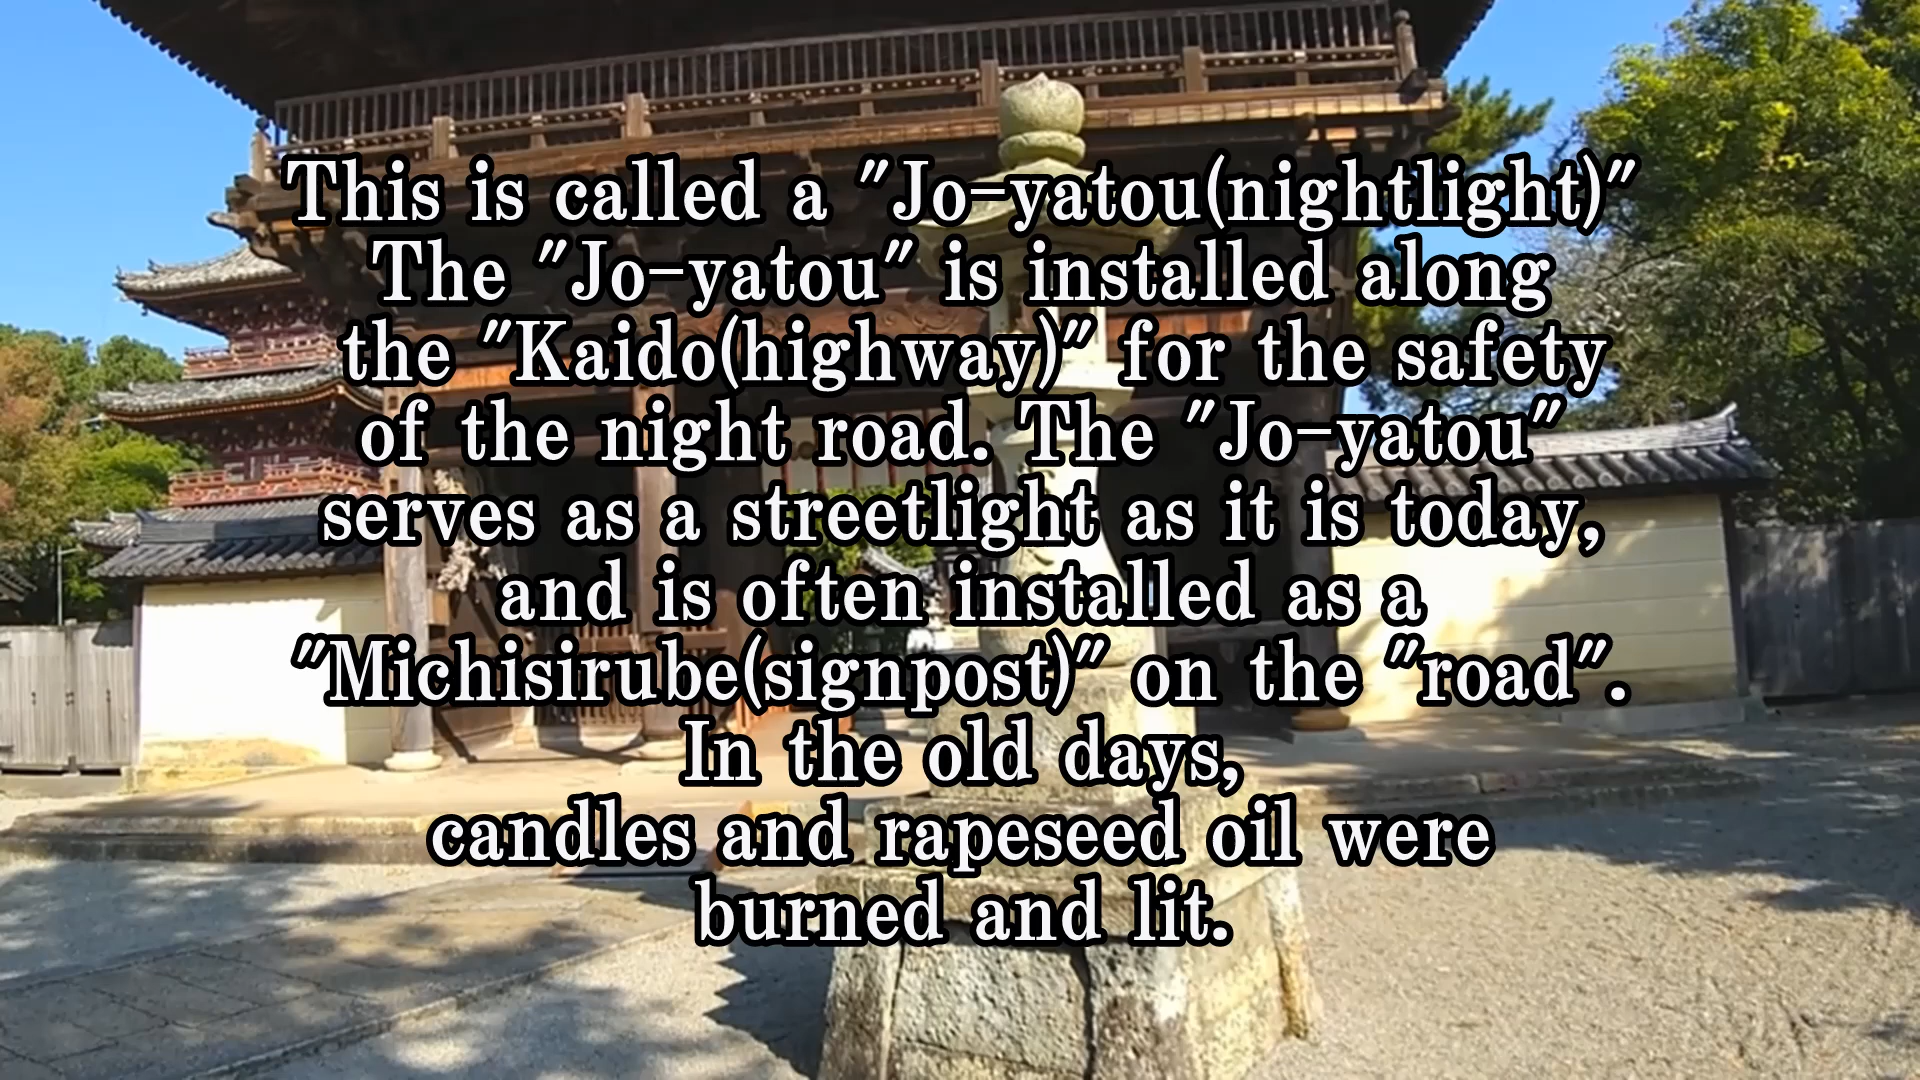 This is called a "Jo-yatou(nightlight)"
The "Jo-yatou" is installed along
the "Kaido(highway)" for the safety
of the night road. The "Jo-yatou"
serves as a streetlight as it is today,
and is often installed as a
"Michisirube(signpost)" on the "road".
In the old days,
candles and rapeseed oil were
burned and lit.